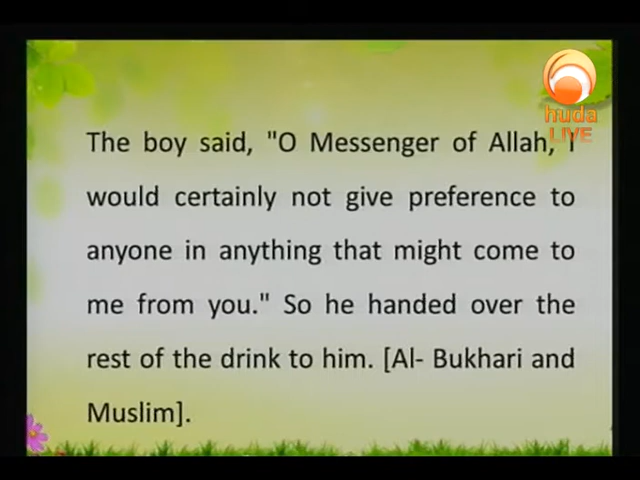 huda
LIVE
The boy said, "O Messenger of Allah, I
would certainly not give preference to
anyone in anything that might come to
me from you." So he handed over the
rest of the drink to him. [Al- Bukhari and
Muslim].